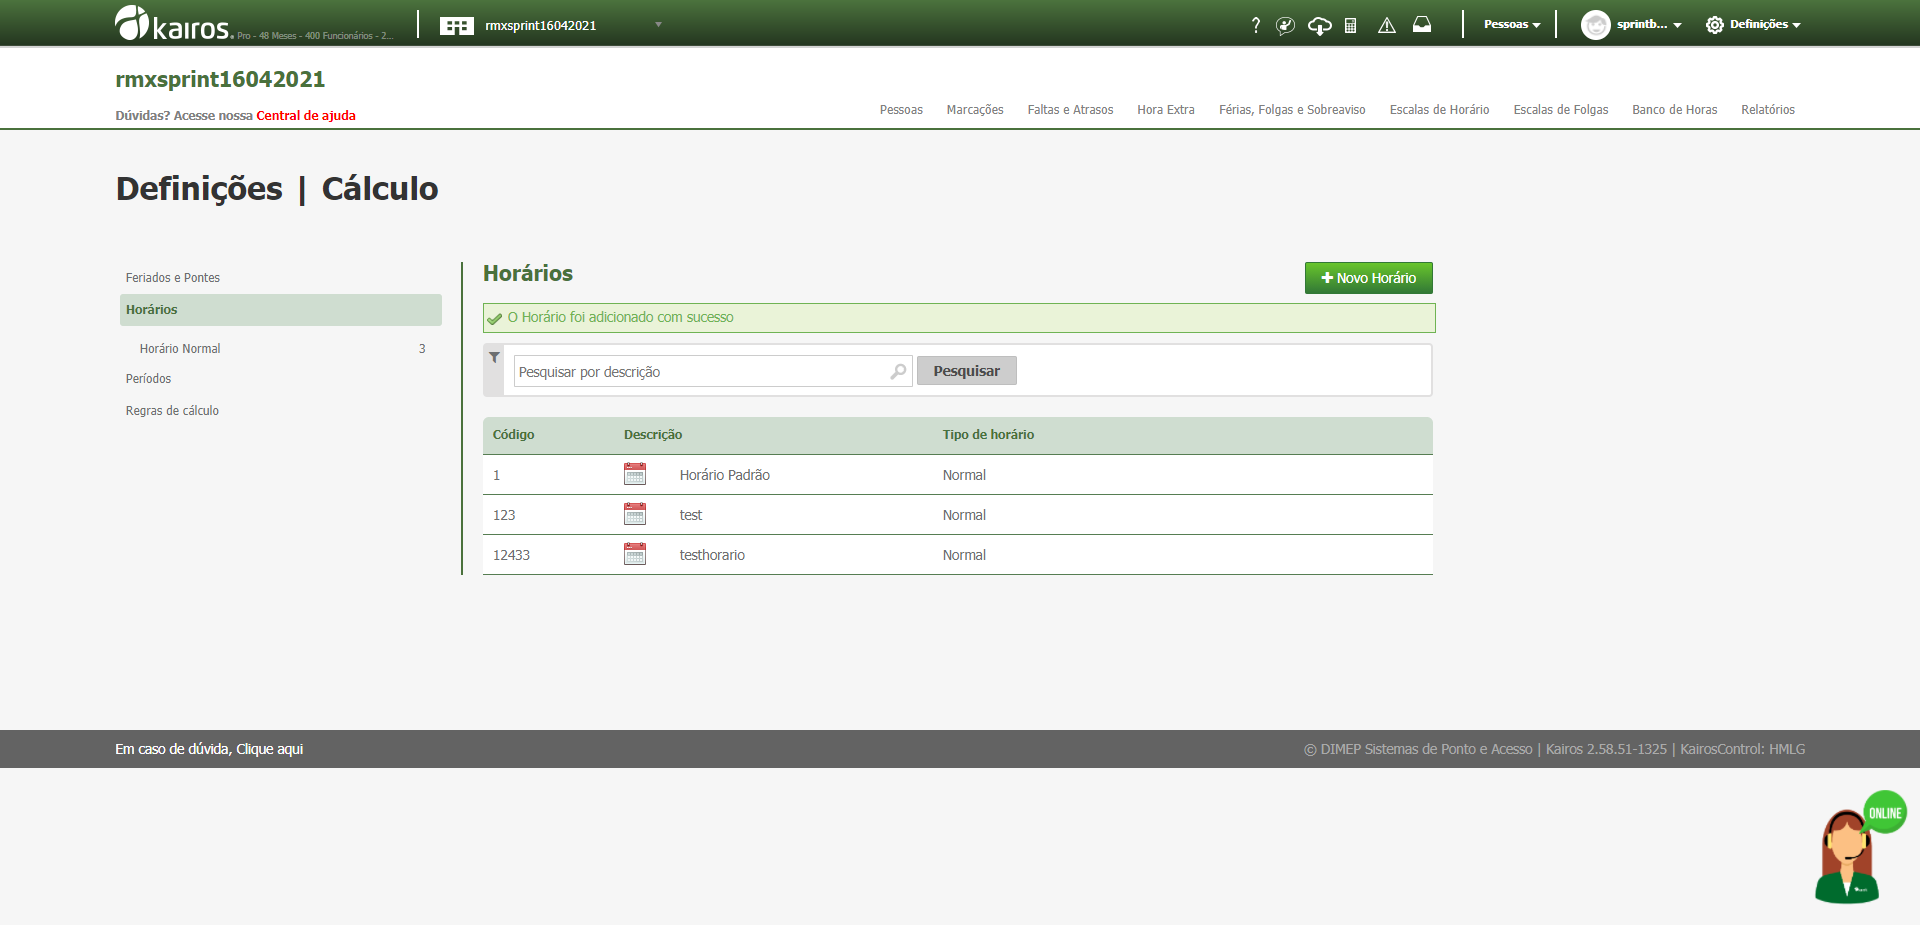 kairos. Pro - 48 Meses - 400 Funcionários - 2...
rmxsprint16042021
?
Pessoas
sprintb...
Definições
rmxsprint16042021
Dúvidas? Acesse nossa Central de ajuda
Pessoas Marcações Faltas e Atrasos Hora Extra Férias, Folgas e Sobreaviso Escalas de Horário Escalas de Folgas Banco de Horas Relatórios
Definições | Cálculo
Feriados e Pontes
Horários
Horário Normal 3
Períodos
Regras de cálculo
Horários
Novo Horário
O Horário foi adicionado com sucesso
Pesquisar por descrição
Pesquisar
Código Descrição Tipo de horário
1 Horário Padrão Normal
123 test Normal
12433 testhorario Normal
Em caso de dúvida, Clique aqui
© DIMEP Sistemas de Ponto e Acesso | Kairos 2.58.51-1325 | KairosControl: HMLG
ONLINE